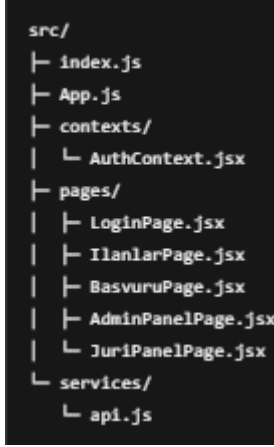 src/
├─ index.js
├─ App.js
├─ contexts/
│  └─ AuthContext.jsx
├─ pages/
│  ├─ LoginPage.jsx
│  ├─ IlanlarPage.jsx
│  ├─ BasvuruPage.jsx
│  ├─ AdminPanelPage.jsx
│  └─ JuriPanelPage.jsx
└─ services/
   └─ api.js